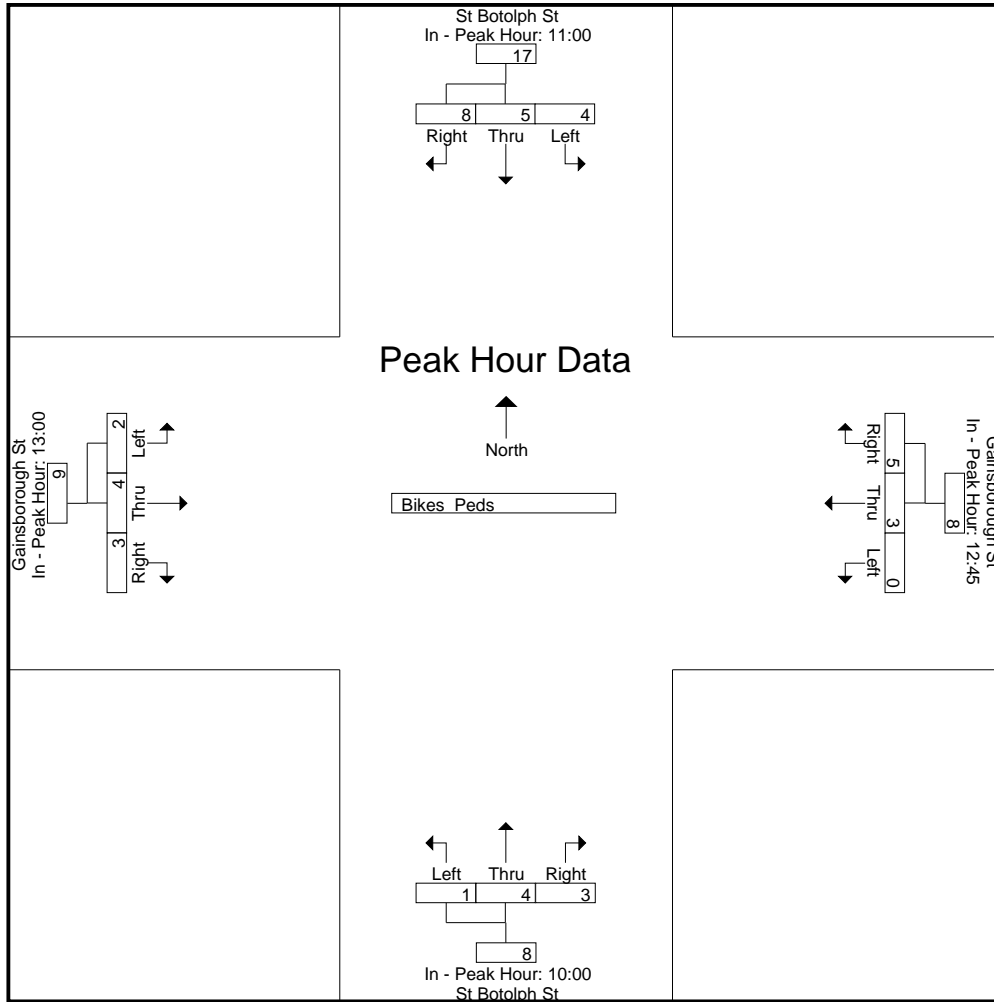 St Botolph St
In - Peak Hour: 11:00
17
8 5 4
Right Thru Left
Peak Hour Data
North
Bikes Peds
Gainsborough St
In - Peak Hour: 13:00
9
2 4 3
Left Thru Right
Gainsborough St
In - Peak Hour: 12:45
8
5 3 0
Right Thru Left
Left Thru Right
1 4 3
8
In - Peak Hour: 10:00
St Botolph St